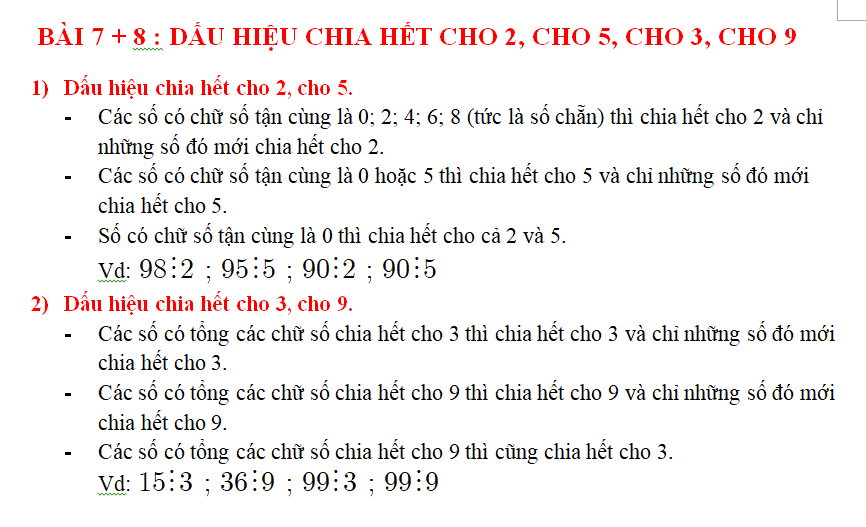 BÀI 7 + 8 : DẤU HIỆU CHIA HẾT CHO 2, CHO 5, CHO 3, CHO 9
1) Dấu hiệu chia hết cho 2, cho 5.
- Các số có chữ số tận cùng là 0; 2; 4; 6; 8 (tức là số chẵn) thì chia hết cho 2 và chỉ
những số đó mới chia hết cho 2.
- Các số có chữ số tận cùng là 0 hoặc 5 thì chia hết cho 5 và chỉ những số đó mới
chia hết cho 5.
- Số có chữ số tận cùng là 0 thì chia hết cho cả 2 và 5.
Vd: 98⋮2 ; 95⋮5 ; 90⋮2 ; 90⋮5
2) Dấu hiệu chia hết cho 3, cho 9.
- Các số có tổng các chữ số chia hết cho 3 thì chia hết cho 3 và chỉ những số đó mới
chia hết cho 3.
- Các số có tổng các chữ số chia hết cho 9 thì chia hết cho 9 và chỉ những số đó mới
chia hết cho 9.
- Các số có tổng các chữ số chia hết cho 9 thì cũng chia hết cho 3.
Vd: 15⋮3 ; 36⋮9 ; 99⋮3 ; 99⋮9